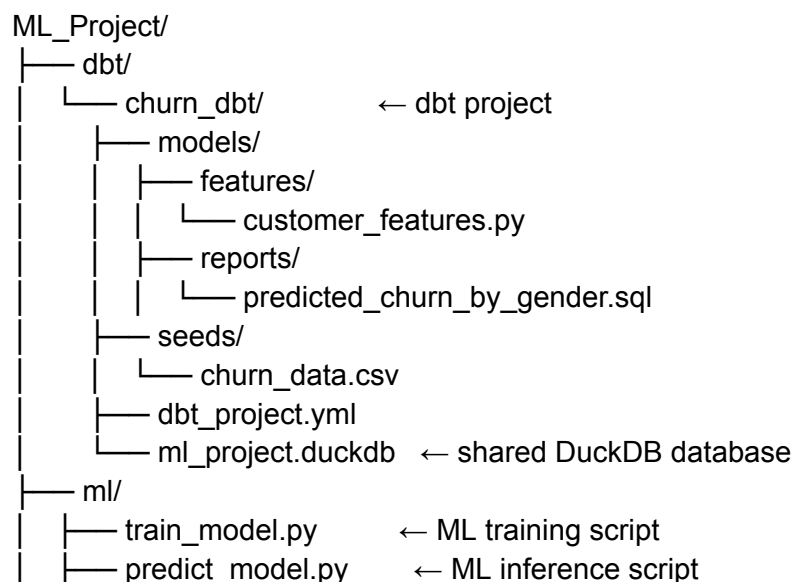 ML_Project/
├── dbt/
│   └── churn_dbt/   ← dbt project
│       ├── models/
│       │   ├── features/
│       │   │   └── customer_features.py
│       │   ├── reports/
│       │   │   └── predicted_churn_by_gender.sql
│       ├── seeds/
│       │   └── churn_data.csv
│       ├── dbt_project.yml
│       └── ml_project.duckdb   ← shared DuckDB database
├── ml/
│   ├── train_model.py   ← ML training script
│   ├── predict_model.py   ← ML inference script